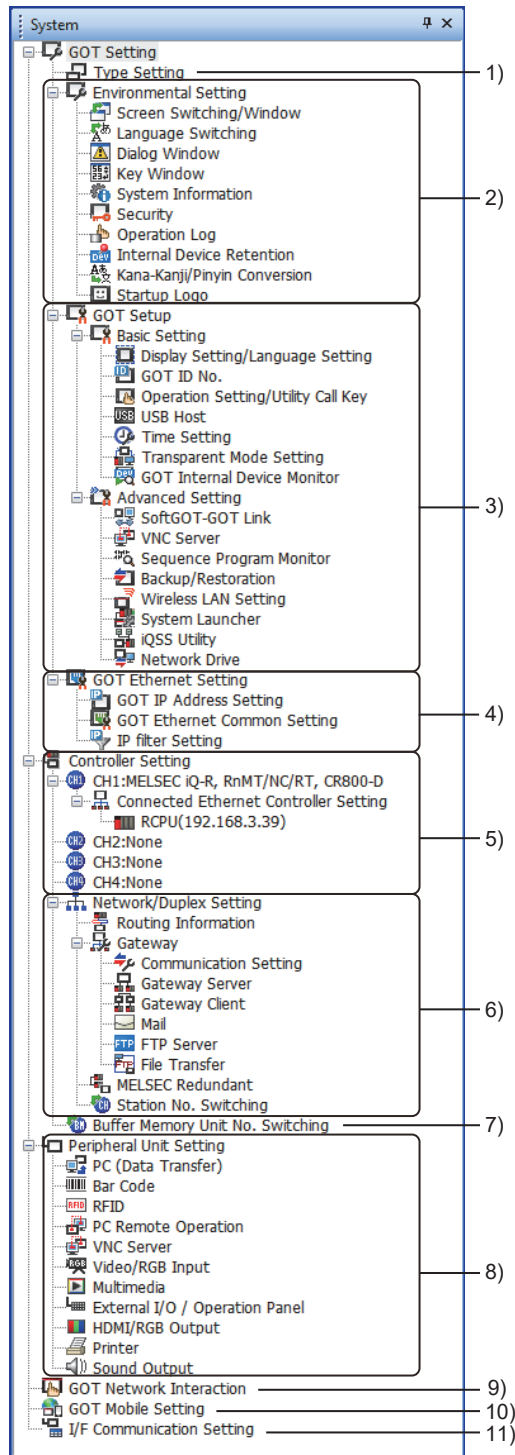 System
GOT Setting
Type Setting
1)
Environmental Setting
Screen Switching/Window
Language Switching
Dialog Window
Key Window
System Information
2)
Security
Operation Log
Internal Device Retention
Kana-Kanji/Pinyin Conversion
Startup Logo
GOT Setup
Basic Setting
Display Setting/Language Setting
GOT ID No.
Operation Setting/Utility Call Key
USB Host
Time Setting
Transparent Mode Setting
GOT Internal Device Monitor
Advanced Setting
3)
SoftGOT-GOT Link
VNC Server
Sequence Program Monitor
Backup/Restoration
Wireless LAN Setting
System Launcher
iQSS Utility
Network Drive
GOT Ethernet Setting
GOT IP Address Setting
4)
GOT Ethernet Common Setting
IP filter Setting
Controller Setting
CH1:MELSEC iQ-R, RnMT/NC/RT, CR800-D
Connected Ethernet Controller Setting
5)
RCPU(192.168.3.39)
CH2:None
CH3:None
CH4:None
Network/Duplex Setting
Routing Information
Gateway
Communication Setting
Gateway Server
6)
Gateway Client
Mail
FTP Server
File Transfer
MELSEC Redundant
Station No. Switching
Buffer Memory Unit No. Switching
7)
Peripheral Unit Setting
PC (Data Transfer)
Bar Code
RFID
PC Remote Operation
VNC Server
Video/RGB Input
8)
Multimedia
External I/O / Operation Panel
HDMI/RGB Output
Printer
Sound Output
GOT Network Interaction
9)
GOT Mobile Setting
10)
I/F Communication Setting
11)